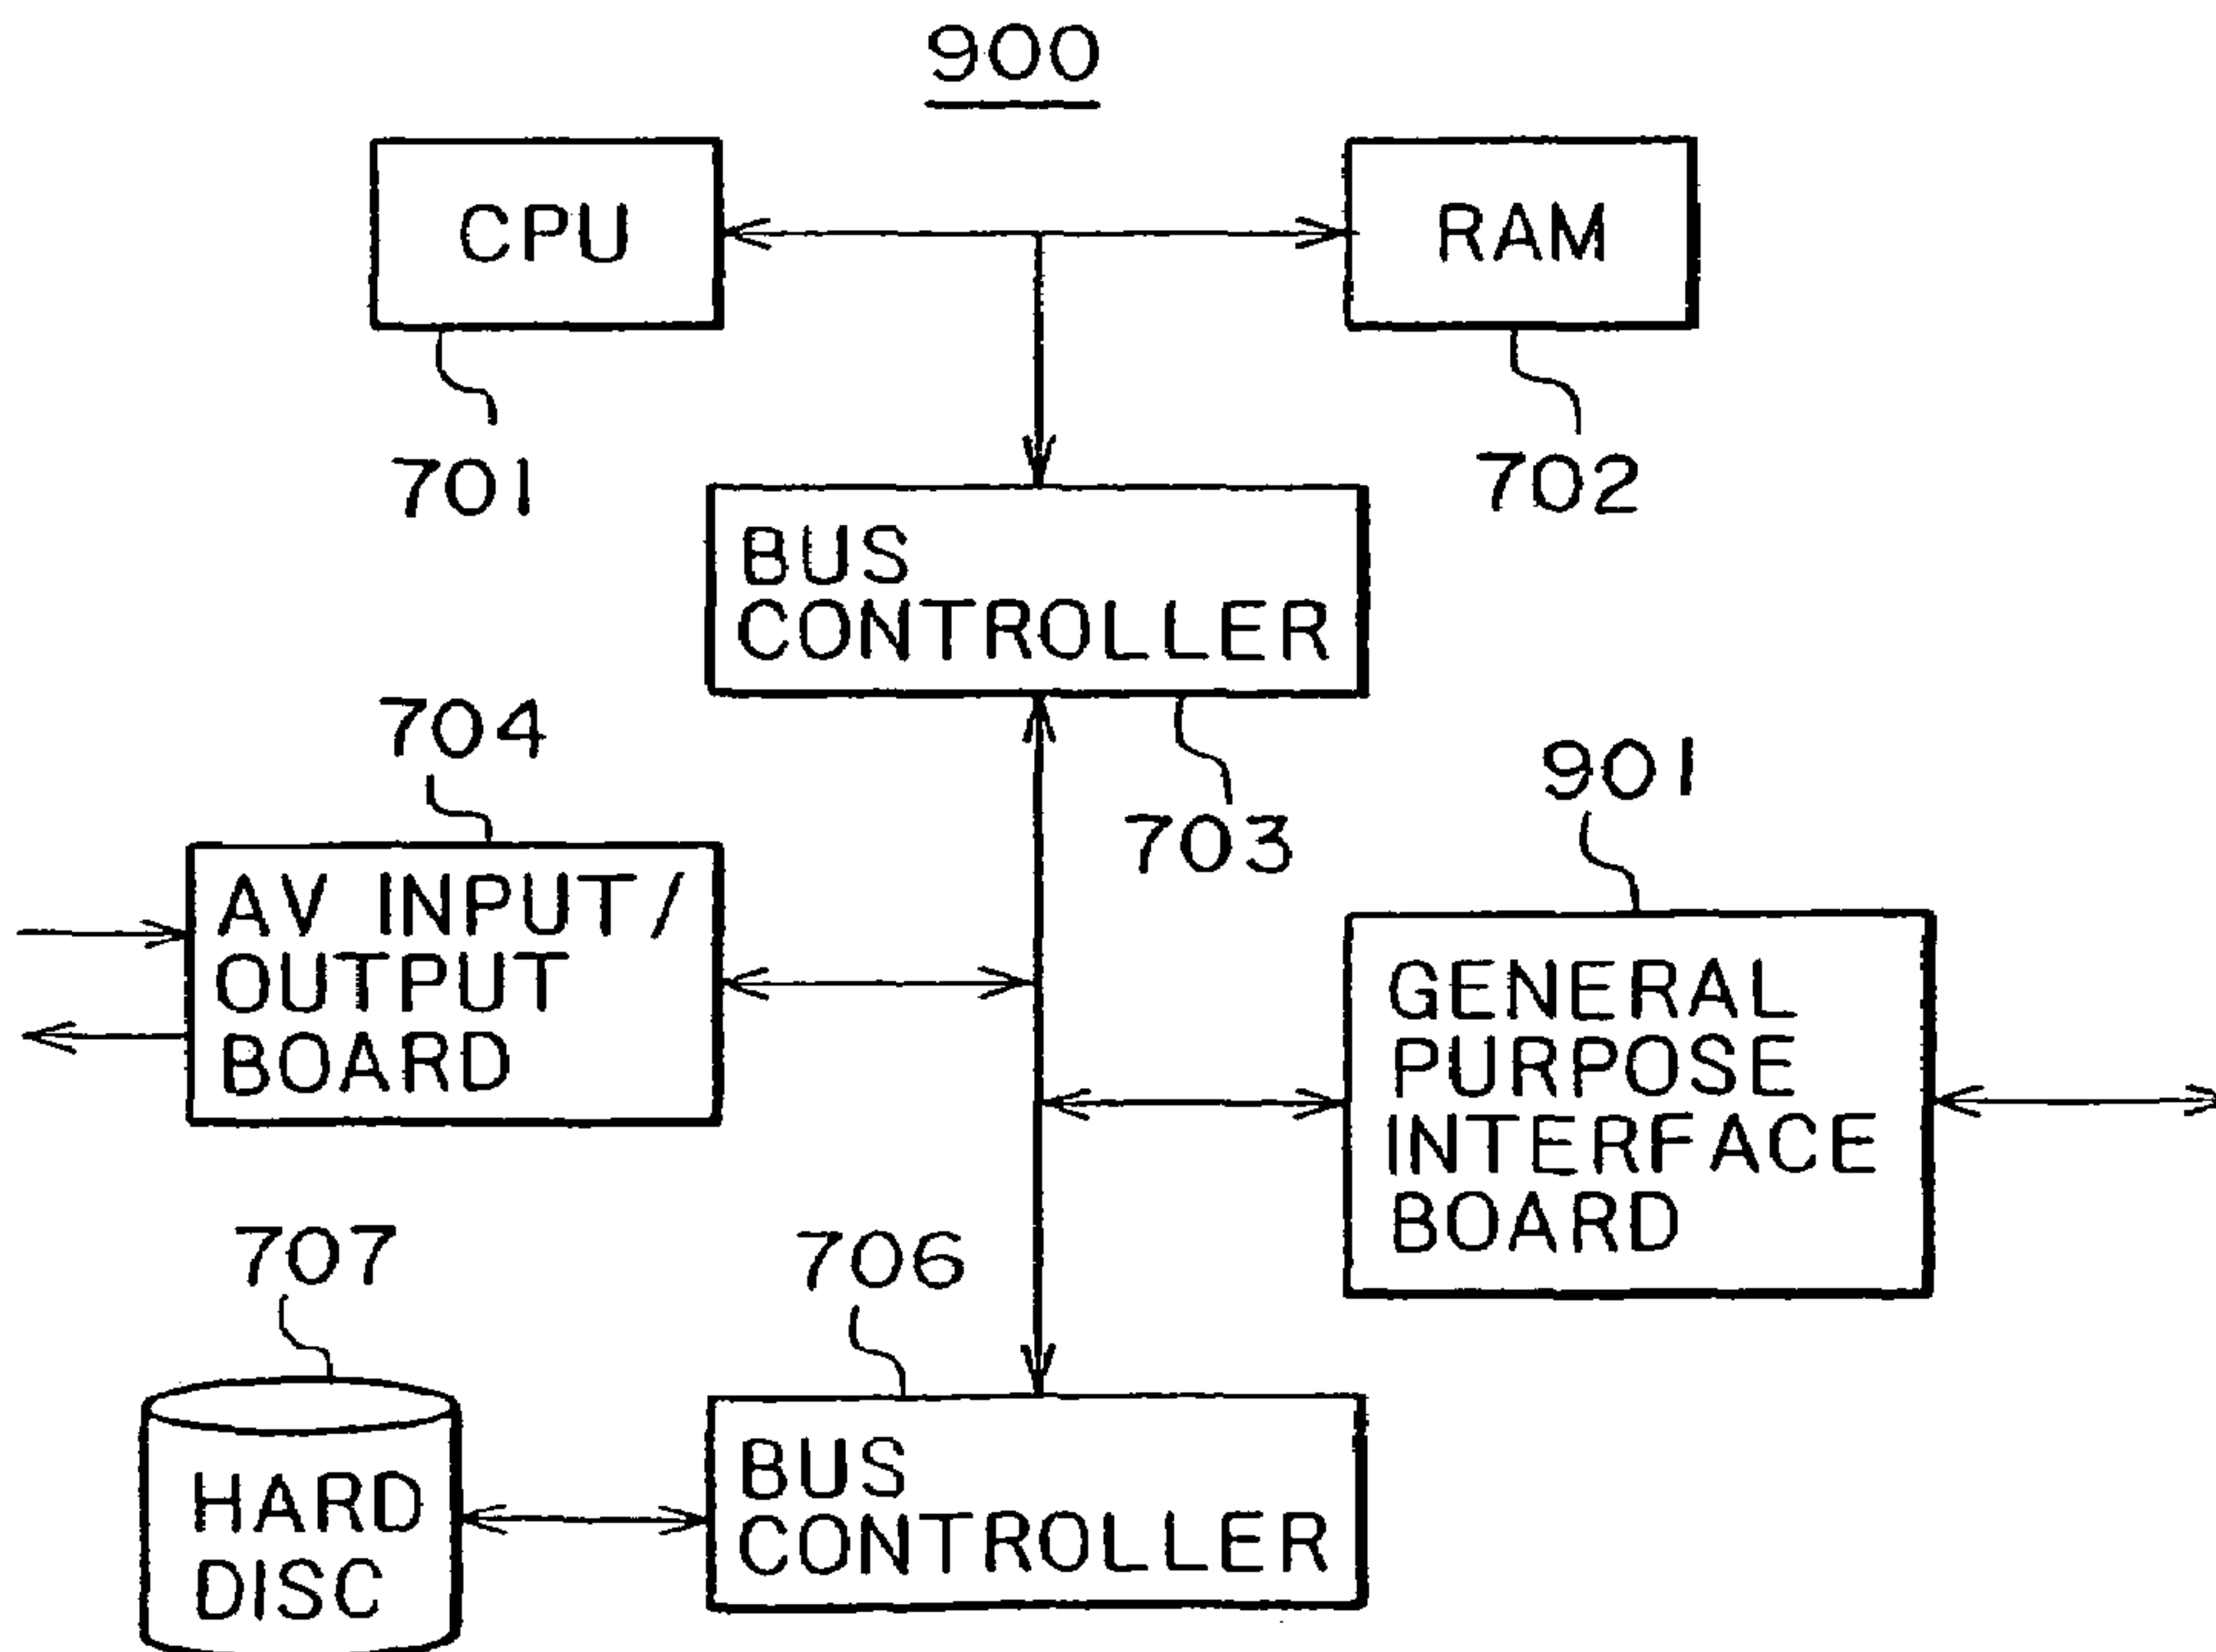 900
CPU
RAM
701
702
BUS
CONTROLLER
704
703
901
AV INPUT/
OUTPUT
BOARD
GENERAL
PURPOSE
INTERFACE
BOARD
707
706
HARD
DISC
BUS
CONTROLLER